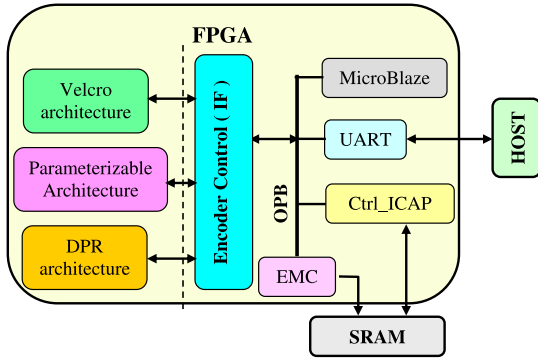 FPGA
Velcro
architecture
Parameterizable
Architecture
DPR
architecture
Encoder Control ( IF )
OPB
MicroBlaze
UART
Ctrl_ICAP
EMC
HOST
SRAM